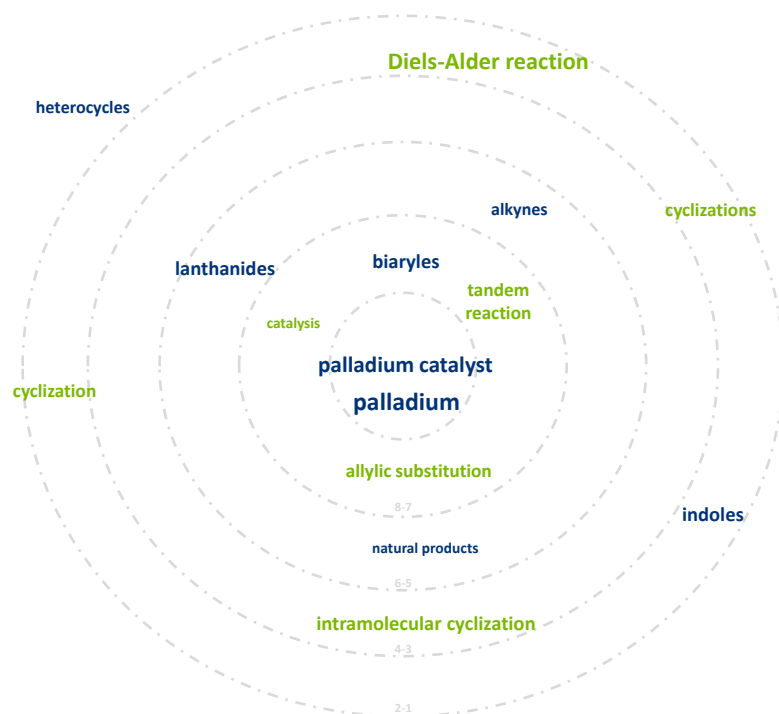 Diels-Alder reaction
heterocycles
alkynes
cyclizations
biaryles
lanthanides
tandem
reaction
catalysis
palladium catalyst
cyclization
palladium
allylic substitution
8-7
indoles
natural products
6-5
intramolecular cyclization
4-3
2-1